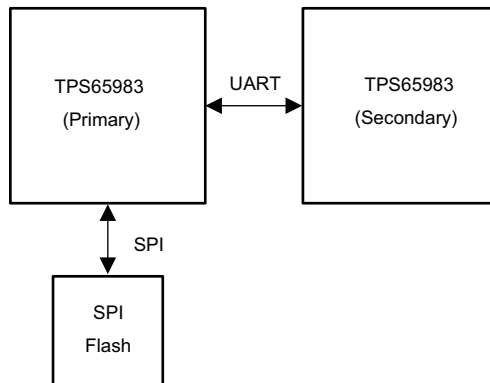 TPS65983
(Primary)
UART
TPS65983
(Secondary)
SPI
SPI
Flash